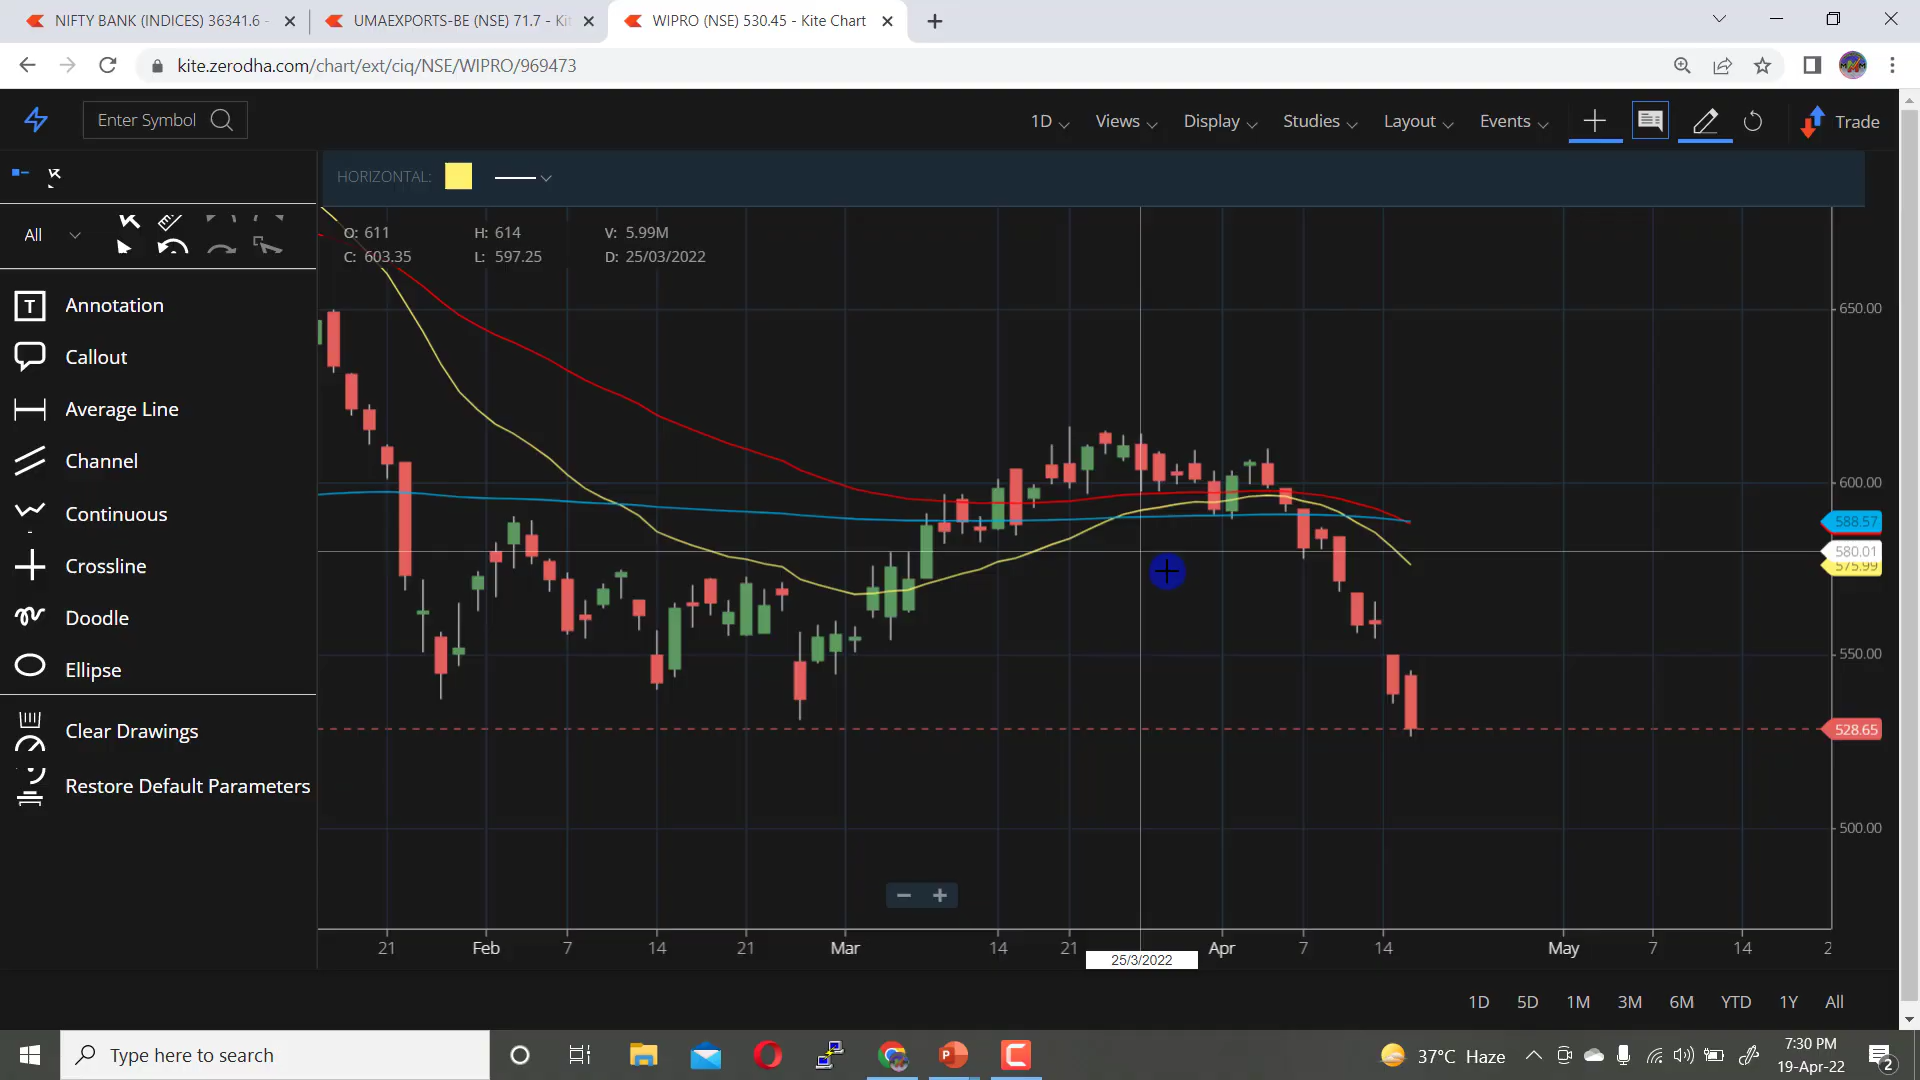 NIFTY BANK (INDICES) 36341.6 -
UMAEXPORTS-BE (NSE) 71.7 - Kit
WIPRO (NSE) 530.45 - Kite Chart
kite.zerodha.com/chart/ext/ciq/NSE/WIPRO/969473
Enter Symbol
1D
Views
Display
Studies
Layout
Events
Trade
HORIZONTAL:
All
O: 611
H: 614
V: 5.99M
C: 603.35
L: 597.25
D: 25/03/2022
T Annotation
Callout
Average Line
Channel
Continuous
Crossline
Doodle
Ellipse
Clear Drawings
Restore Default Parameters
650.00
600.00
588.57
580.01
575.99
550.00
528.65
500.00
21
Feb
7
14
21
Mar
14
21
Apr
7
14
May
7
14
2
25/3/2022
1D
5D
1M
3M
6M
YTD
1Y
All
Type here to search
37°C Haze
7:30 PM
19-Apr-22
2